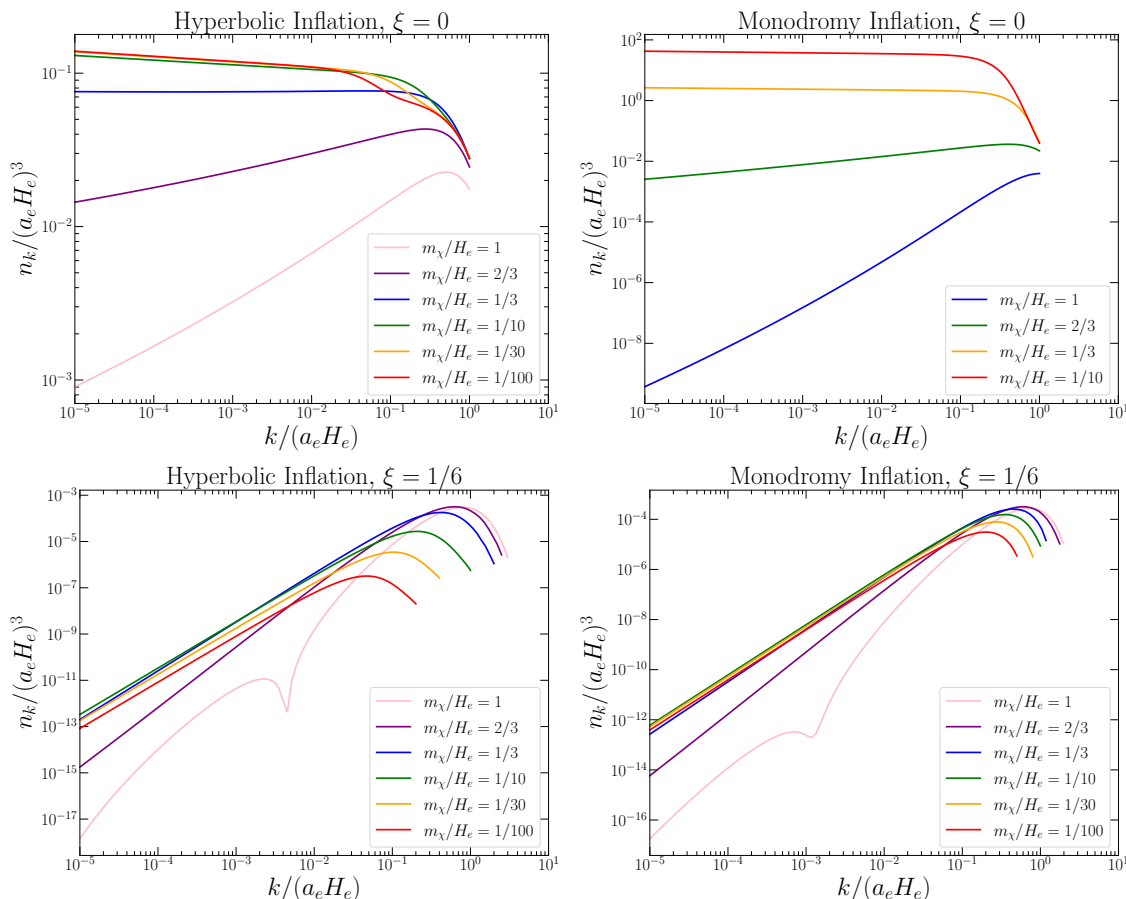 Hyperbolic Inflation, ξ = 0
n_k/(a_eH_e)^3
10^{-1}
10^{-2}
10^{-3}
m_χ/H_e = 1
m_χ/H_e = 2/3
m_χ/H_e = 1/3
m_χ/H_e = 1/10
m_χ/H_e = 1/30
m_χ/H_e = 1/100
10^{-5} 10^{-4} 10^{-3} 10^{-2} 10^{-1} 10^0 10^1
k/(a_eH_e)
Monodromy Inflation, ξ = 0
n_k/(a_eH_e)^3
10^2
10^0
10^{-2}
10^{-4}
10^{-6}
10^{-8}
m_χ/H_e = 1
m_χ/H_e = 2/3
m_χ/H_e = 1/3
m_χ/H_e = 1/10
10^{-5} 10^{-4} 10^{-3} 10^{-2} 10^{-1} 10^0 10^1
k/(a_eH_e)
Hyperbolic Inflation, ξ = 1/6
n_k/(a_eH_e)^3
10^{-3}
10^{-5}
10^{-7}
10^{-9}
10^{-11}
10^{-13}
10^{-15}
10^{-17}
m_χ/H_e = 1
m_χ/H_e = 2/3
m_χ/H_e = 1/3
m_χ/H_e = 1/10
m_χ/H_e = 1/30
m_χ/H_e = 1/100
10^{-5} 10^{-4} 10^{-3} 10^{-2} 10^{-1} 10^0 10^1
k/(a_eH_e)
Monodromy Inflation, ξ = 1/6
n_k/(a_eH_e)^3
10^{-4}
10^{-6}
10^{-8}
10^{-10}
10^{-12}
10^{-14}
10^{-16}
m_χ/H_e = 1
m_χ/H_e = 2/3
m_χ/H_e = 1/3
m_χ/H_e = 1/10
m_χ/H_e = 1/30
m_χ/H_e = 1/100
10^{-5} 10^{-4} 10^{-3} 10^{-2} 10^{-1} 10^0 10^1
k/(a_eH_e)